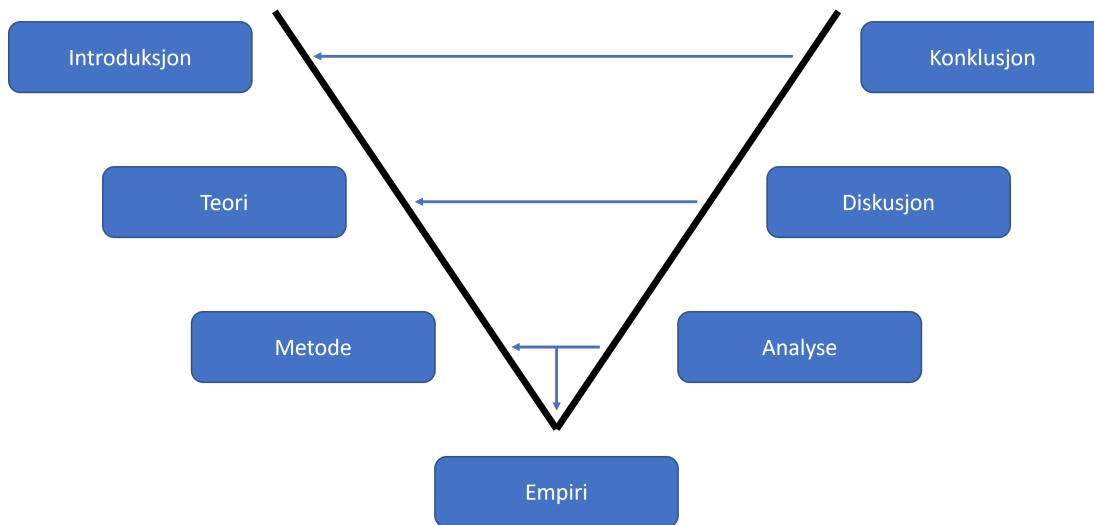 Introduksjon
Konklusjon
Teori
Diskusjon
Metode
Analyse
Empiri